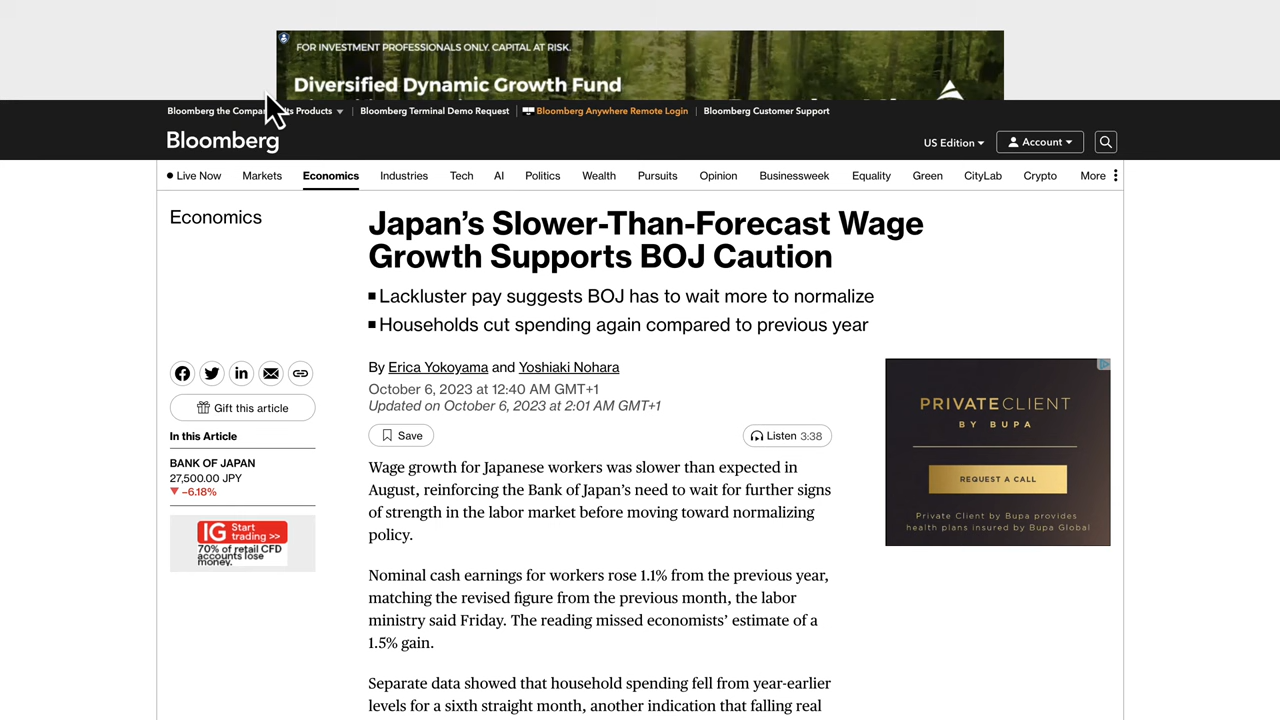 FOR INVESTMENT PROFESSIONALS ONLY. CAPITAL AT RISK.
Diversified Dynamic Growth Fund
Bloomberg the Compa ts Products
Bloomberg Terminal Demo Request
Bloomberg Anywhere Remote Login
Bloomberg Customer Support
Bloomberg
US Edition
Account
Live Now
Markets
Economics
Industries
Tech
AI
Politics
Wealth
Pursuits
Opinion
Businessweek
Equality
Green
CityLab
Crypto
More
Economics
Japan’s Slower-Than-Forecast Wage
Growth Supports BOJ Caution
Lackluster pay suggests BOJ has to wait more to normalize
Households cut spending again compared to previous year
By Erica Yokoyama and Yoshiaki Nohara
October 6, 2023 at 12:40 AM GMT+1
Updated on October 6, 2023 at 2:01 AM GMT+1
Gift this article
In this Article
BANK OF JAPAN
27,500.00 JPY
▼ −6.18%
IG Start
trading >>
70% of retail CFD
accounts lose
money.
Save
Listen 3:38
Wage growth for Japanese workers was slower than expected in
August, reinforcing the Bank of Japan’s need to wait for further signs
of strength in the labor market before moving toward normalizing
policy.
Nominal cash earnings for workers rose 1.1% from the previous year,
matching the revised figure from the previous month, the labor
ministry said Friday. The reading missed economists’ estimate of a
1.5% gain.
Separate data showed that household spending fell from year-earlier
levels for a sixth straight month, another indication that falling real
PRIVATECLIENT
BY BUPA
REQUEST A CALL
Private Client by Bupa provides
health plans insured by Bupa Global